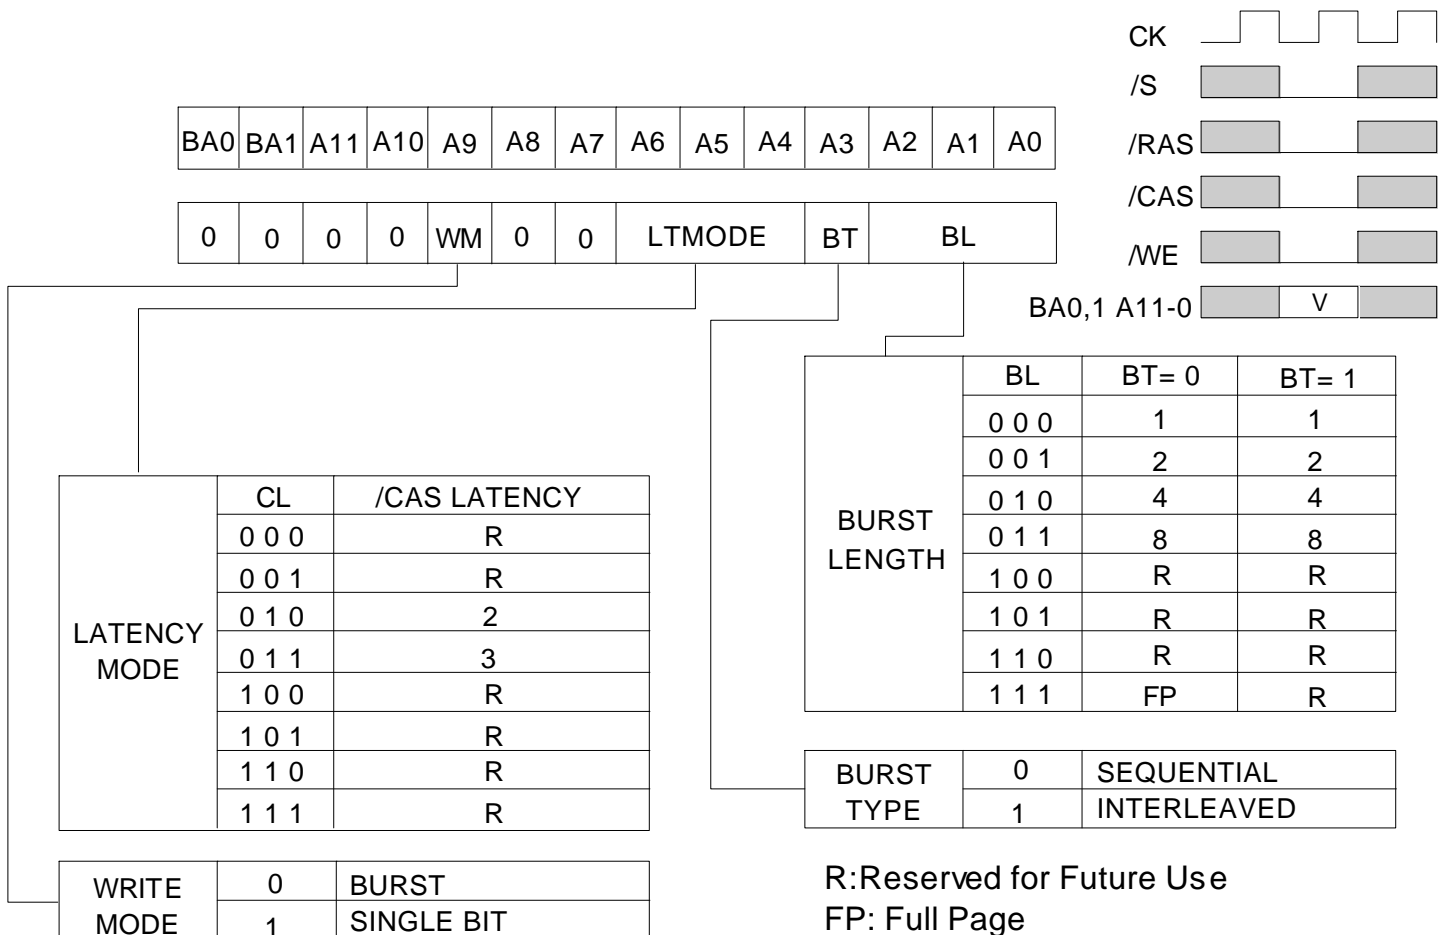 CK
/S
/RAS
/CAS
/WE
BA0,1 A11-0 V
BA0 BA1 A11 A10 A9 A8 A7 A6 A5 A4 A3 A2 A1 A0
0 0 0 0 WM 0 0 LTMODE BT BL
BURST LENGTH
BL BT= 0 BT= 1
0 0 0 1 1
0 0 1 2 2
0 1 0 4 4
0 1 1 8 8
1 0 0 R R
1 0 1 R R
1 1 0 R R
1 1 1 FP R
LATENCY MODE
CL /CAS LATENCY
0 0 0 R
0 0 1 R
0 1 0 2
0 1 1 3
1 0 0 R
1 0 1 R
1 1 0 R
1 1 1 R
BURST TYPE
0 SEQUENTIAL
1 INTERLEAVED
WRITE MODE
0 BURST
1 SINGLE BIT
R:Reserved for Future Use
FP: Full Page